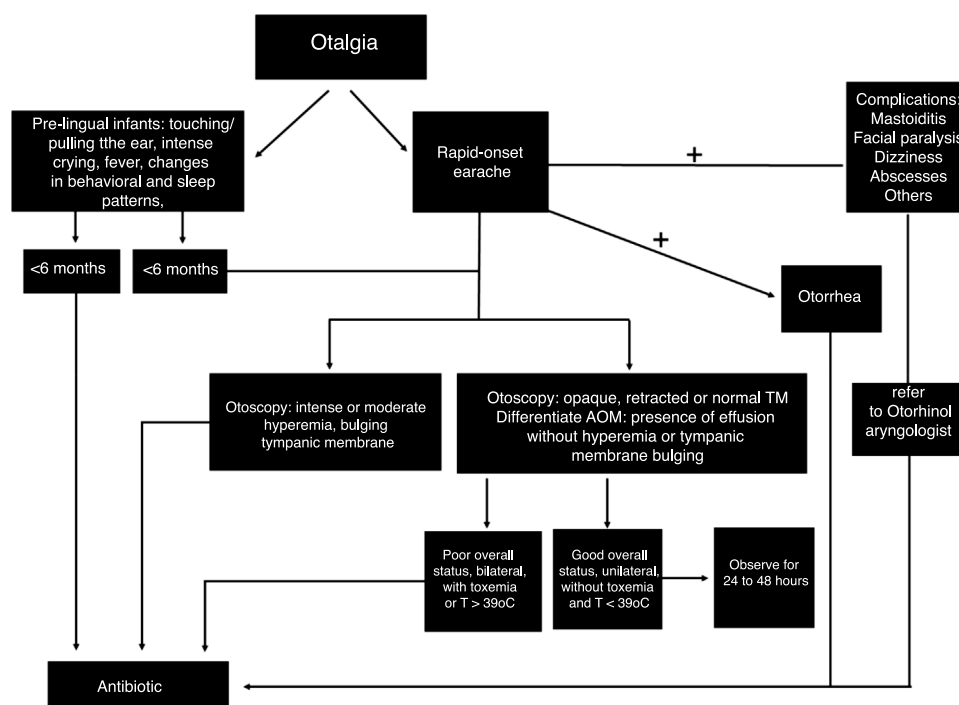 Otalgia
Pre-lingual infants: touching/
pulling tthe ear, intense
crying, fever, changes
in behavioral and sleep
patterns,
Rapid-onset
earache
+
Complications:
Mastoiditis
Facial paralysis
Dizziness
Abscesses
Others
<6 months
<6 months
+
Otorrhea
Otoscopy: intense or moderate
hyperemia, bulging
tympanic membrane
Otoscopy: opaque, retracted or normal TM
Differentiate AOM: presence of effusion
without hyperemia or tympanic
membrane bulging
refer
to Otorhinol
aryngologist
Poor overall
status, bilateral,
with toxemia
or T > 39oC
Good overall
status, unilateral,
without toxemia
and T < 39oC
Observe for
24 to 48 hours
Antibiotic